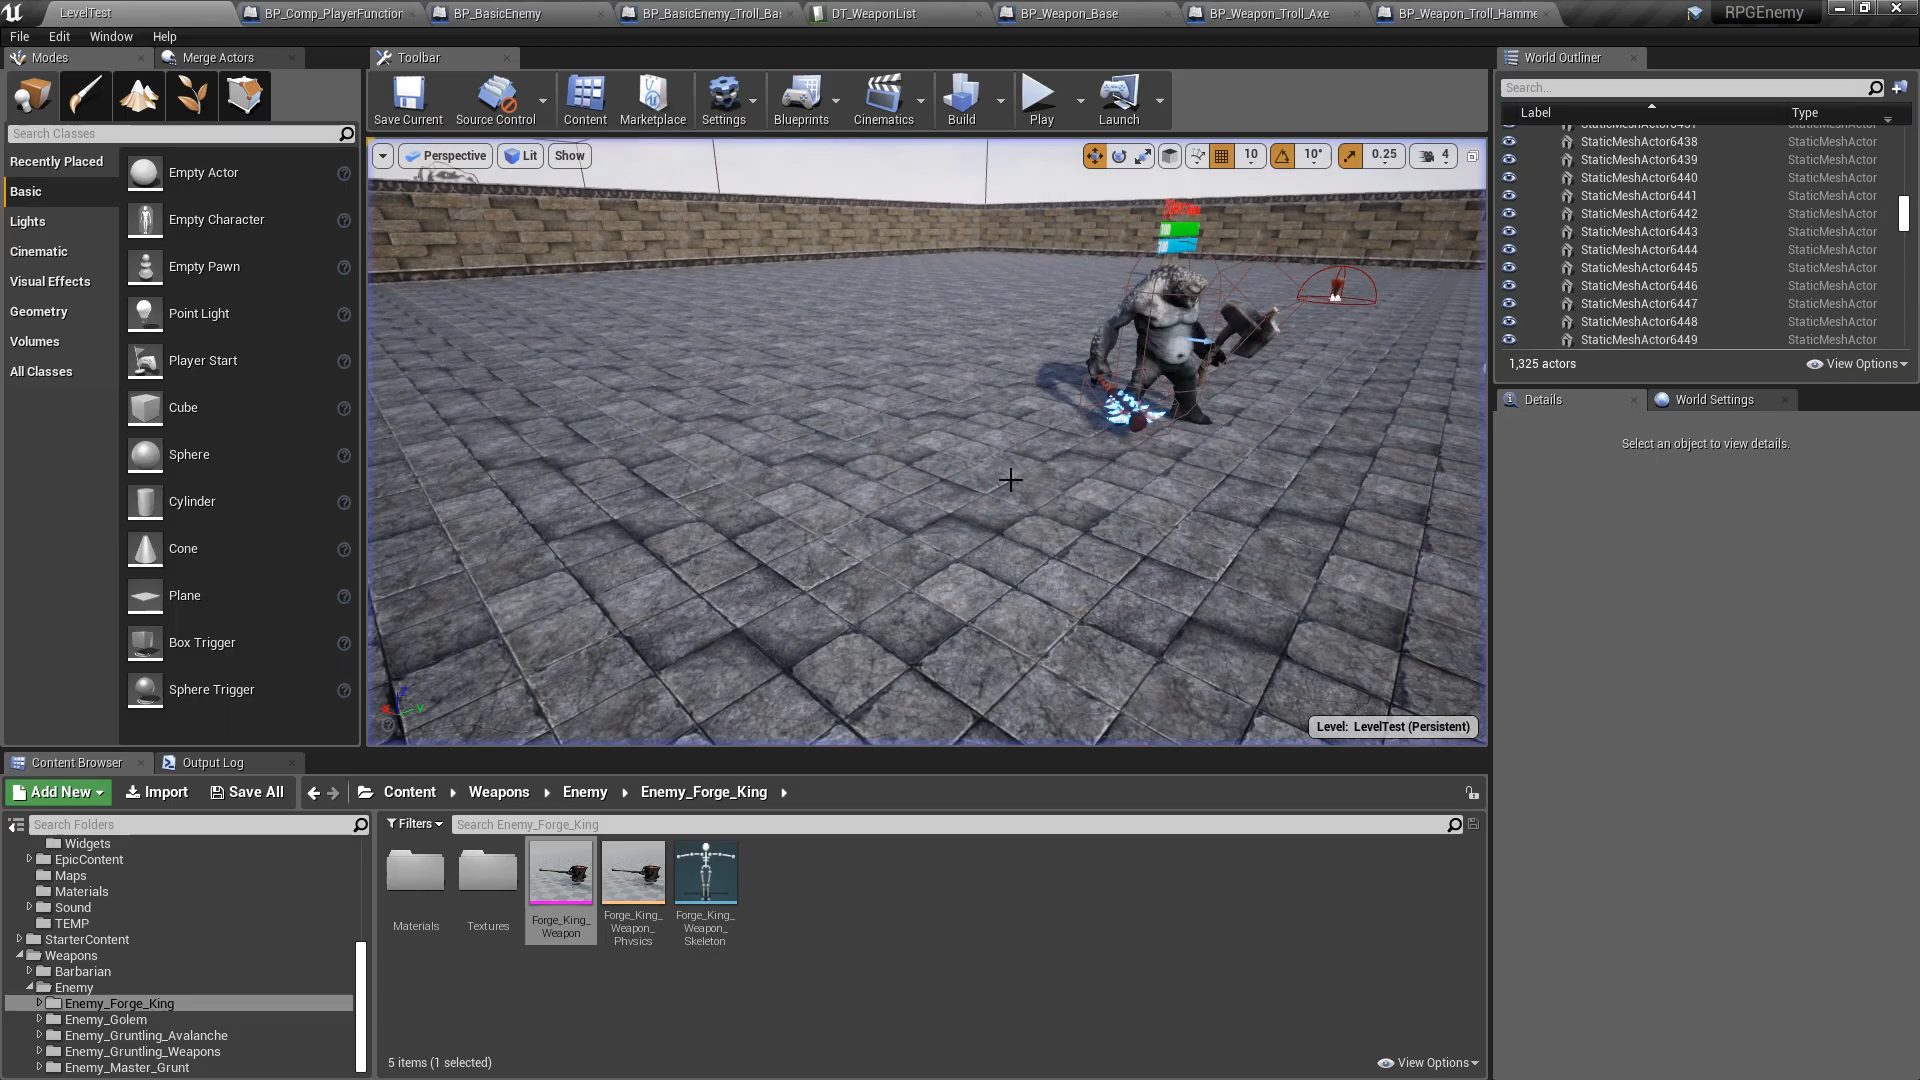 LevelTest
BP_Comp_PlayerFunction
BP_BasicEnemy
BP_BasicEnemy_Troll_Ba
DT_WeaponList
BP_Weapon_Base
BP_Weapon_Troll_Axe
BP_Weapon_Troll_Hamme
RPGEnemy
File Edit Window Help
Modes
Merge Actors
Toolbar
World Outliner
Save Current
Source Control
Content
Marketplace
Settings
Blueprints
Cinematics
Build
Play
Launch
Search...
Label
Type
Search Classes
Recently Placed
Basic
Lights
Cinematic
Visual Effects
Geometry
Volumes
All Classes
Empty Actor
Empty Character
Empty Pawn
Point Light
Player Start
Cube
Sphere
Cylinder
Cone
Plane
Box Trigger
Sphere Trigger
Perspective
Lit
Show
10
10°
0.25
4
X
Y
Z
Level: LevelTest (Persistent)
StaticMeshActor6438 StaticMeshActor
StaticMeshActor6439 StaticMeshActor
StaticMeshActor6440 StaticMeshActor
StaticMeshActor6441 StaticMeshActor
StaticMeshActor6442 StaticMeshActor
StaticMeshActor6443 StaticMeshActor
StaticMeshActor6444 StaticMeshActor
StaticMeshActor6445 StaticMeshActor
StaticMeshActor6446 StaticMeshActor
StaticMeshActor6447 StaticMeshActor
StaticMeshActor6448 StaticMeshActor
StaticMeshActor6449 StaticMeshActor
1,325 actors
View Options
Details
World Settings
Select an object to view details.
Content Browser
Output Log
Add New
Import
Save All
Content
Weapons
Enemy
Enemy_Forge_King
Search Folders
Filters
Search Enemy_Forge_King
Widgets
EpicContent
Maps
Materials
Sound
TEMP
StarterContent
Weapons
Barbarian
Enemy
Enemy_Forge_King
Enemy_Golem
Enemy_Gruntling_Avalanche
Enemy_Gruntling_Weapons
Enemy_Master_Grunt
Materials
Textures
Forge_King_
Weapon
Forge_King_
Weapon_
Physics
Forge_King_
Weapon_
Skeleton
5 items (1 selected)
View Options